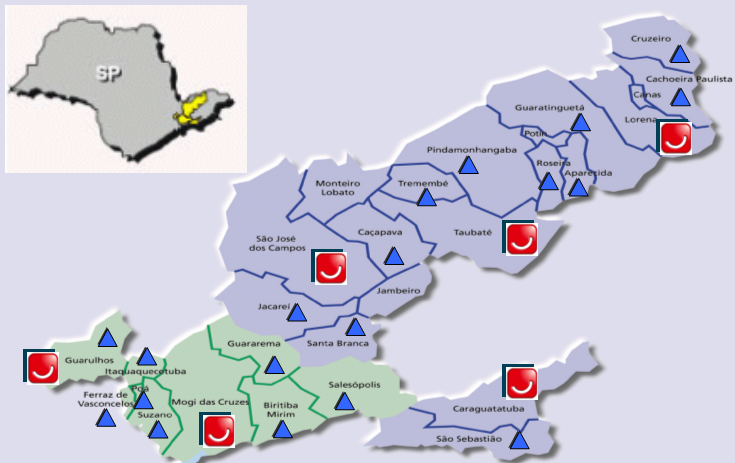 SP
Cruzeiro
Cachoeira Paulista
Canas
Guaratinguetá
Lorena
Potin
Pindamonhangaba
Roseira
Aparecida
Monteiro
Lobato
Tremembé
São José
dos Campos
Caçapava
Taubaté
Jambeiro
Jacareí
Santa Branca
Guararema
Guarulhos
Itaquaquecetuba
Poá
Ferraz de
Vasconcelos
Suzano
Mogi das Cruzes
Biritiba
Mirim
Salesópolis
Caraguatatuba
São Sebastião